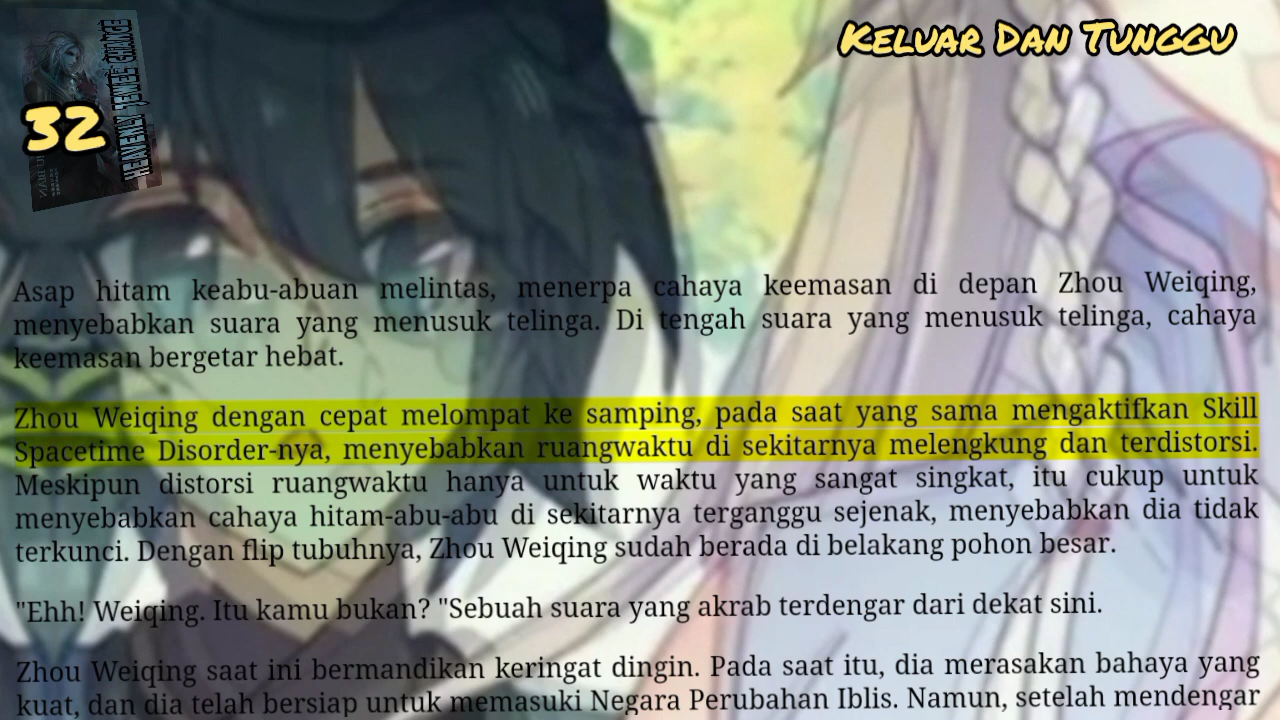 Keluar Dan Tunggu
32
HEAVENLY JEWEL CHANGE
Asap hitam keabu-abuan melintas, menerpa cahaya keemasan di depan Zhou Weiqing,
menyebabkan suara yang menusuk telinga. Di tengah suara yang menusuk telinga, cahaya
keemasan bergetar hebat.
Zhou Weiqing dengan cepat melompat ke samping, pada saat yang sama mengaktifkan Skill
Spacetime Disorder-nya, menyebabkan ruangwaktu di sekitarnya melengkung dan terdistorsi.
Meskipun distorsi ruangwaktu hanya untuk waktu yang sangat singkat, itu cukup untuk
menyebabkan cahaya hitam-abu-abu di sekitarnya terganggu sejenak, menyebabkan dia tidak
terkunci. Dengan flip tubuhnya, Zhou Weiqing sudah berada di belakang pohon besar.
"Ehh! Weiqing. Itu kamu bukan? "Sebuah suara yang akrab terdengar dari dekat sini.
Zhou Weiqing saat ini bermandikan keringat dingin. Pada saat itu, dia merasakan bahaya yang
kuat, dan dia telah bersiap untuk memasuki Negara Perubahan Iblis. Namun, setelah mendengar